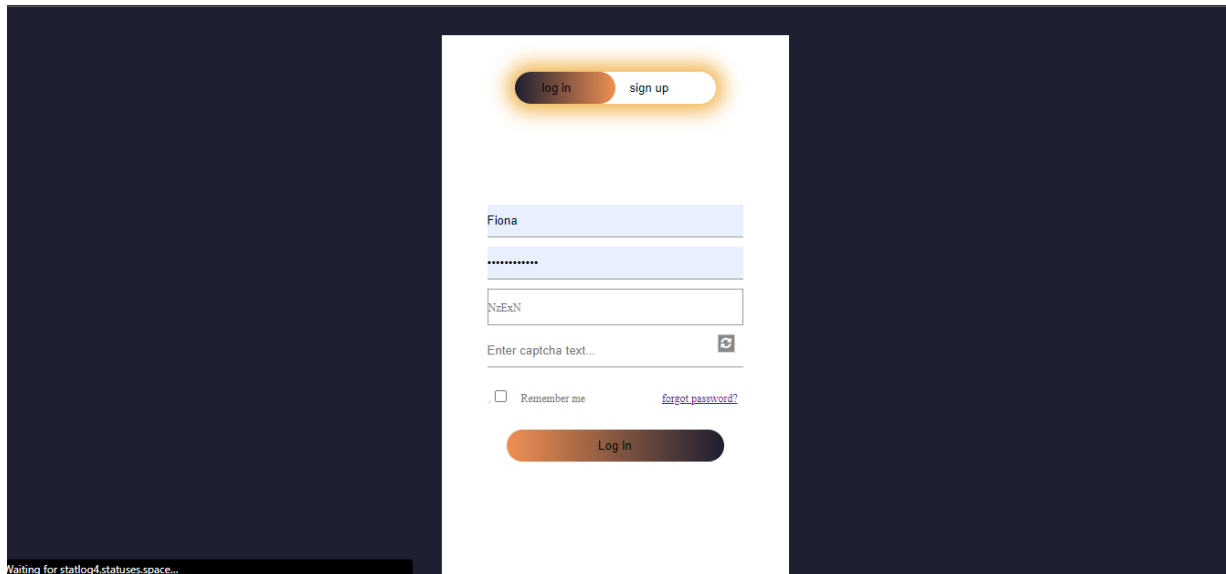 log in sign up
Fiona
••••••••••••
NzExN
Enter captcha text...
Remember me forgot password?
Log In
Waiting for statlog4.statuses.space...